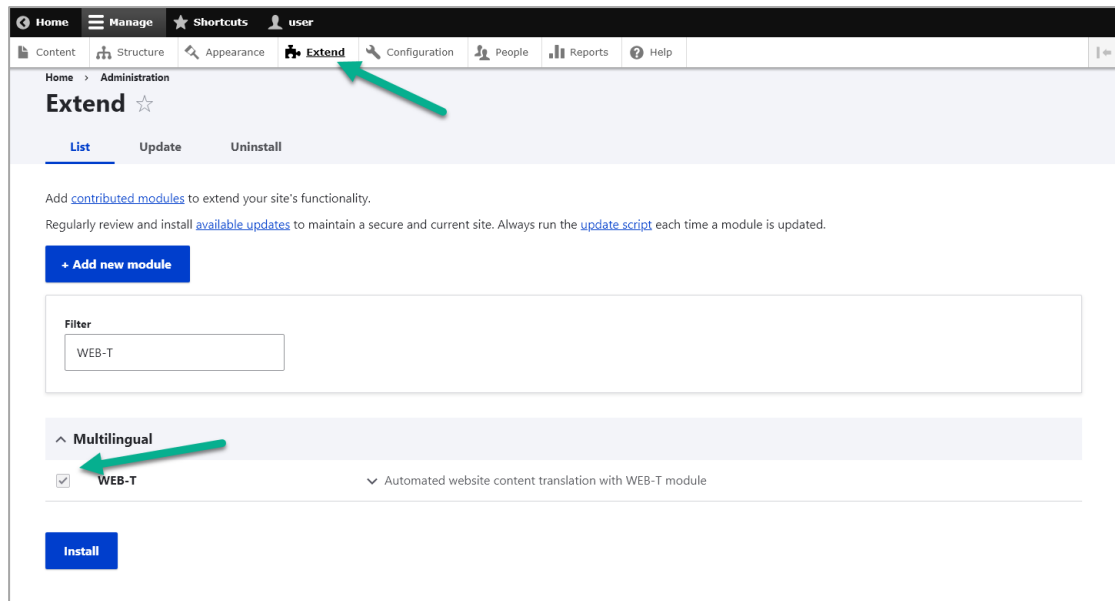 Home Manage Shortcuts user
Content Structure Appearance Extend Configuration People Reports Help
Home > Administration
Extend
List Update Uninstall
Add contributed modules to extend your site's functionality.
Regularly review and install available updates to maintain a secure and current site. Always run the update script each time a module is updated.
+ Add new module
Filter
WEB-T
Multilingual
WEB-T Automated website content translation with WEB-T module
Install